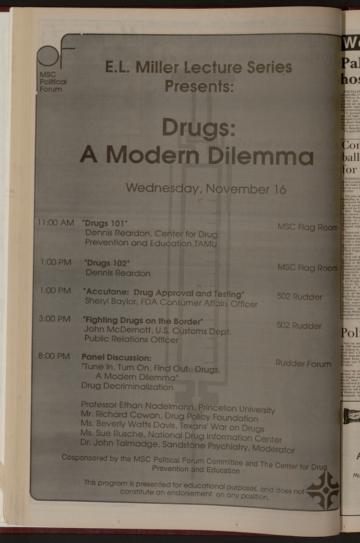 MSC
Political
Forum
E.L. Miller Lecture Series
Presents:
Drugs:
A Modern Dilemma
Wednesday, November 16
11:00 AM "Drugs 101" MSC Flag Room
Dennis Reardon, Center for Drug
Prevention and Education, TAMU
1:00 PM "Drugs 102" MSC Flag Room
Dennis Reardon
1:00 PM "Accutane: Drug Approval and Testing" 502 Rudder
Sheryl Baylor, FDA Consumer Affairs Officer
3:00 PM "Fighting Drugs on the Border" 502 Rudder
John McDernott, U.S. Customs Dept.
Public Relations Officer
8:00 PM Panel Discussion: Rudder Forum
"Tune In, Turn On, Find Out: Drugs,
A Modern Dilemma"
Drug Decriminalization
Professor Ethan Nadelmann, Princeton University
Mr. Richard Cowan, Drug Policy Foundation
Ms. Beverly Watts Davis, Texans' War on Drugs
Ms. Sue Rusche, National Drug Information Center
Dr. John Talmadge, Sandstone Psychiatry, Moderator
Cosponsered by the MSC Political Forum Committee and The Center for Drug
Prevention and Education
This program is presented for educational purposes, and does not
constitute an endorsement on any position.